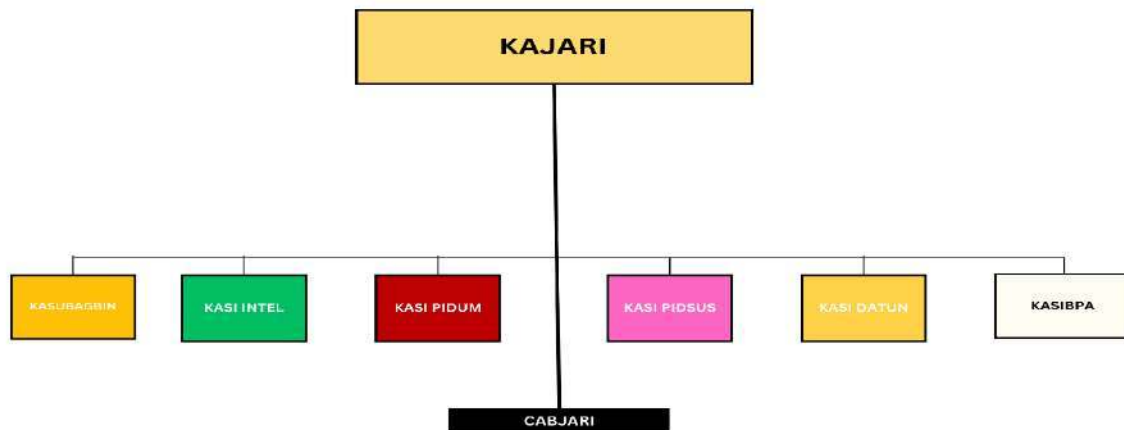 KAJARI
KASUBAGBIN
KASI INTEL
KASI PIDUM
KASI PIDSUS
KASI DATUN
KASIBPA
CABJARI